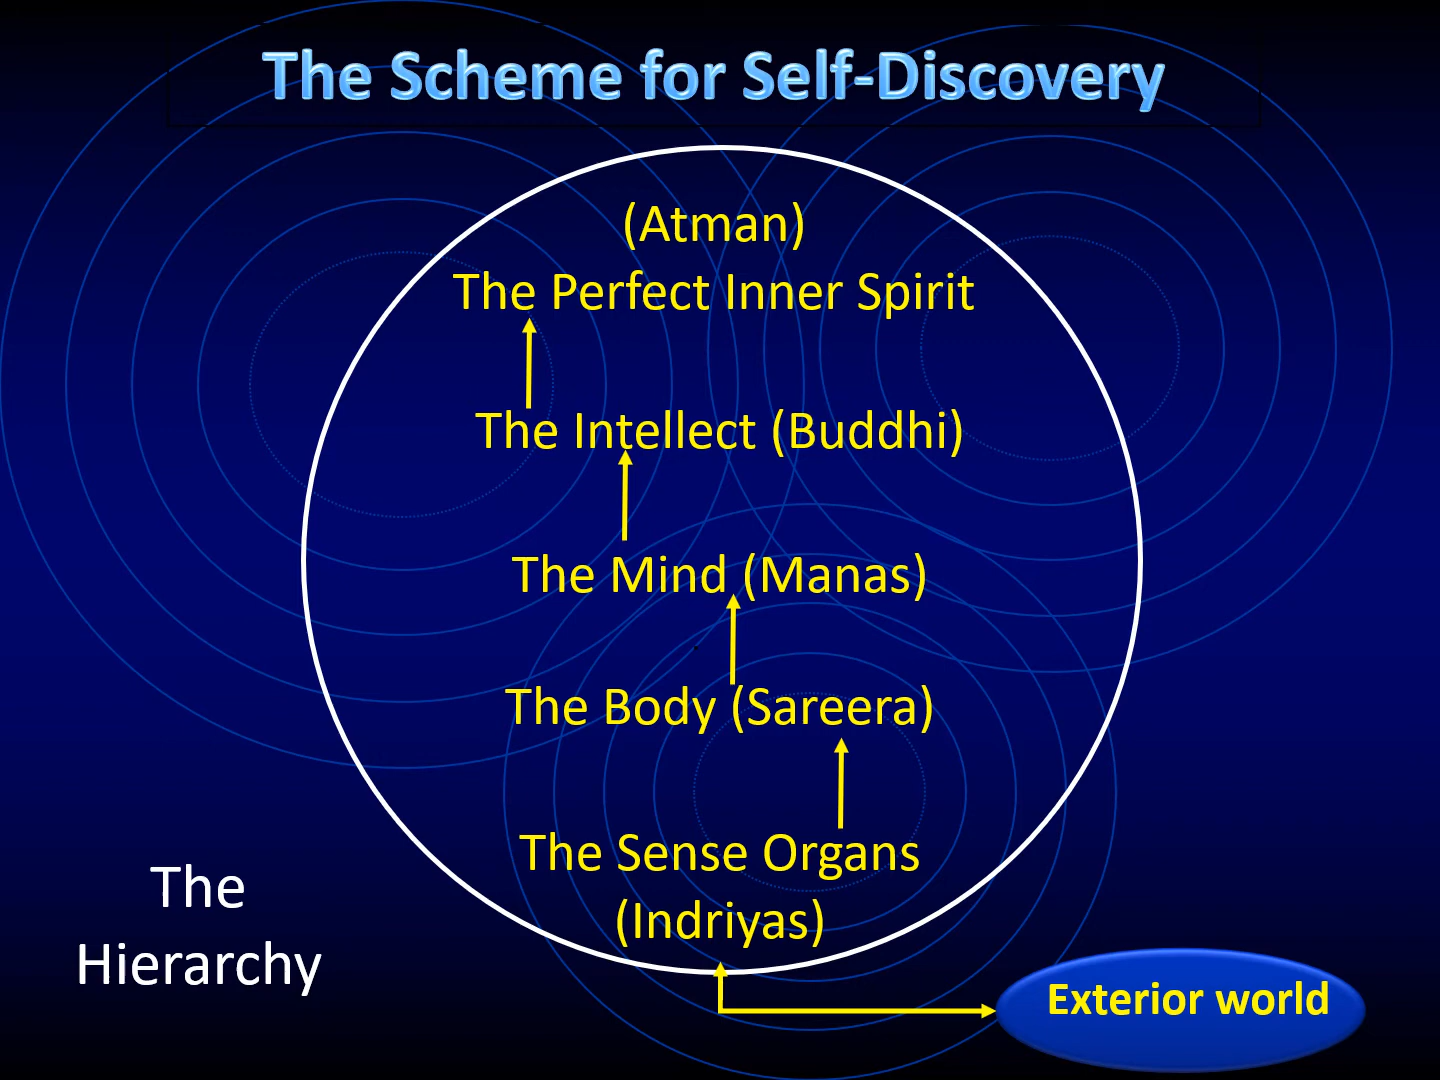 The Scheme for Self-Discovery
(Atman)
The Perfect Inner Spirit
The Intellect (Buddhi)
The Mind (Manas)
The Body (Sareera)
The Sense Organs
(Indriyas)
The
Hierarchy
Exterior world